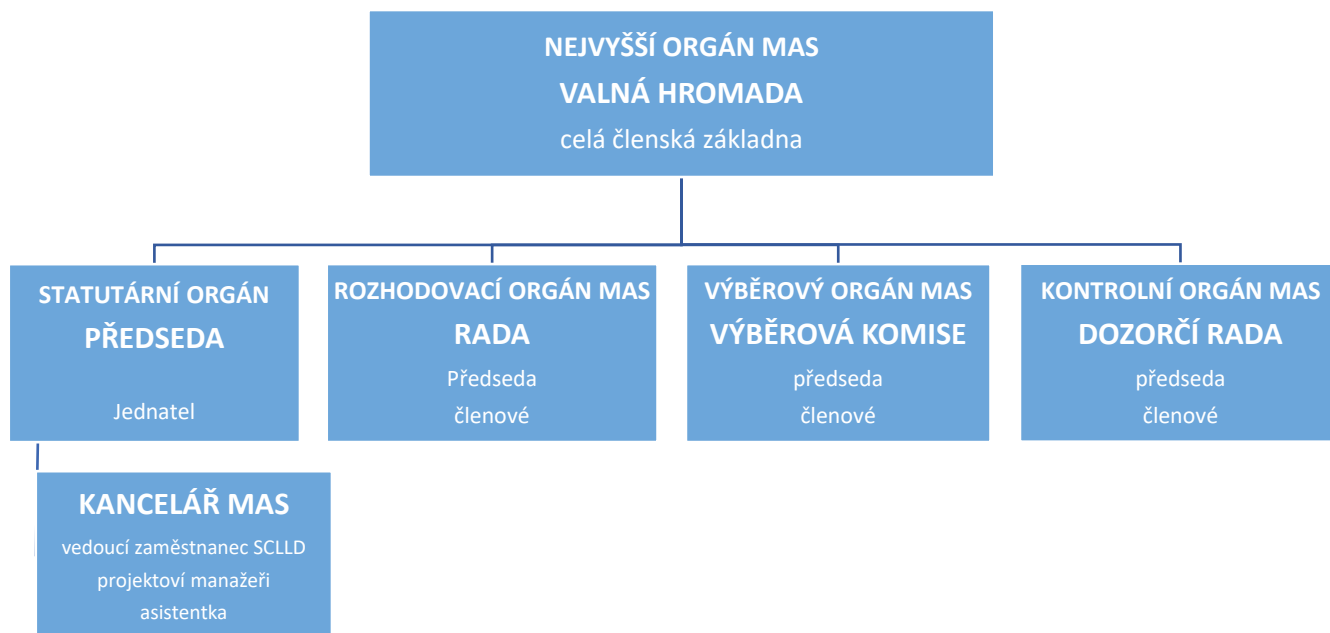 NEJVYŠŠÍ ORGÁN MAS
VALNÁ HROMADA
celá členská základna
STATUTÁRNÍ ORGÁN
PŘEDSEDA
Jednatel
ROZHODOVACÍ ORGÁN MAS
RADA
Předseda
členové
VÝBĚROVÝ ORGÁN MAS
VÝBĚROVÁ KOMISE
předseda
členové
KONTROLNÍ ORGÁN MAS
DOZORČÍ RADA
předseda
členové
KANCELÁŘ MAS
vedoucí zaměstnanec SCLLD
projektoví manažeři
asistentka